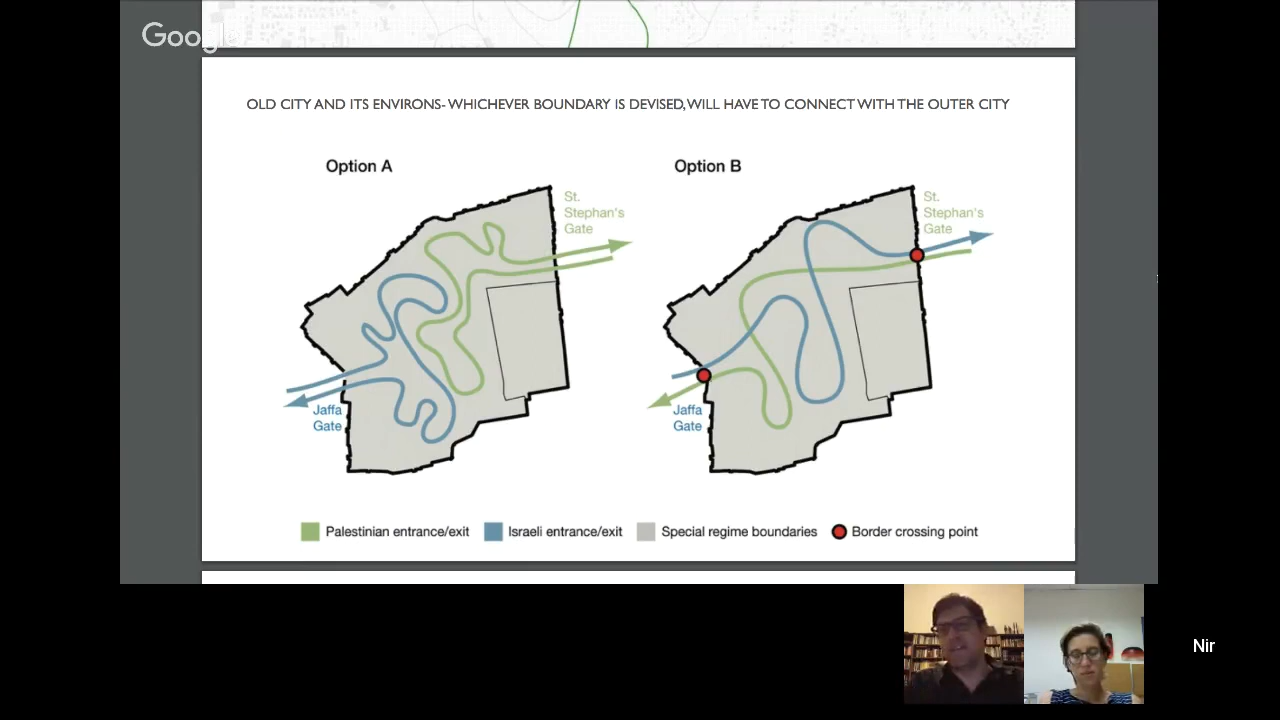 Google
OLD CITY AND ITS ENVIRONS- WHICHEVER BOUNDARY IS DEVISED, WILL HAVE TO CONNECT WITH THE OUTER CITY
Option A
Option B
St.
Stephan's
Gate
St.
Stephan's
Gate
Jaffa
Gate
Jaffa
Gate
Palestinian entrance/exit
Israeli entrance/exit
Special regime boundaries
Border crossing point
Nir